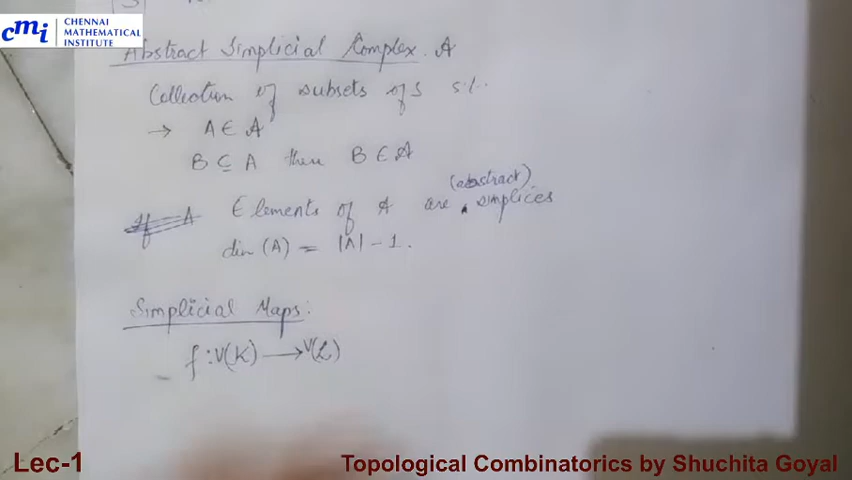 cmi CHENNAI
MATHEMATICAL
INSTITUTE
Abstract Simplicial Complex. 𝒜
Collection of subsets of S s.t.
→ A ∈ 𝒜
B ⊆ A then B ∈ 𝒜
(abstract)
Elements of 𝒜 are simplices
dim (A) = |A| - 1.
Simplicial Maps:
f : V(K) → V(L)
Lec-1
Topological Combinatorics by Shuchita Goyal